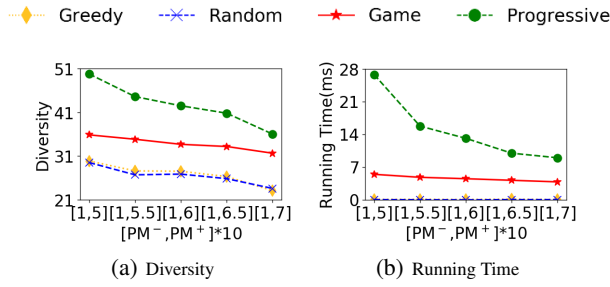 Greedy Random Game Progressive
51
41
31
21
Diversity
[1,5][1,5.5][1,6][1,6.5][1,7]
[PM⁻,PM⁺]*10
(a) Diversity
28
21
14
7
0
Running Time(ms)
[1,5][1,5.5][1,6][1,6.5][1,7]
[PM⁻,PM⁺]*10
(b) Running Time